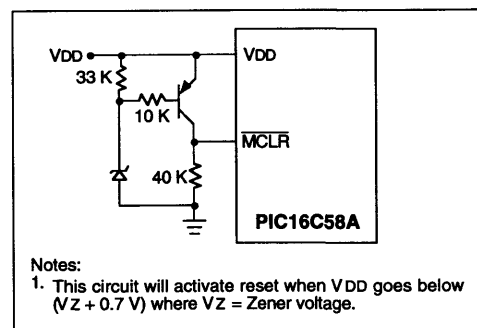 VDD VDD
33 K
10 K
MCLR
40 K
PIC16C58A
Notes:
1. This circuit will activate reset when VDD goes below
(VZ + 0.7 V) where VZ = Zener voltage.